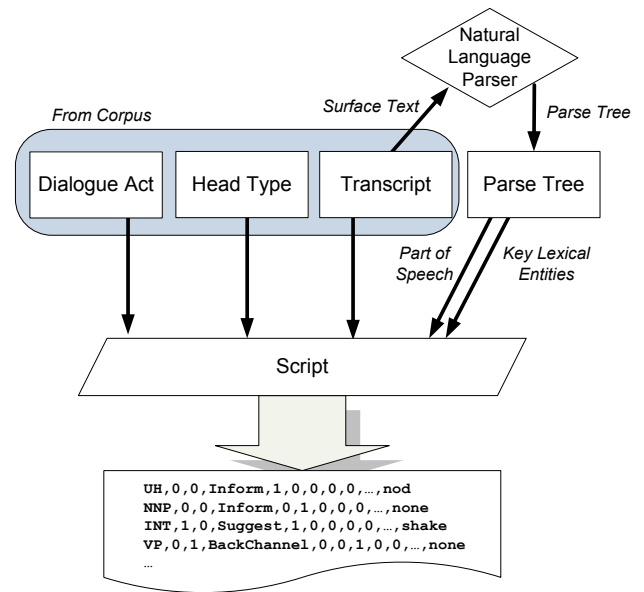 Natural
Language
Parser
From Corpus
Surface Text
Parse Tree
Dialogue Act
Head Type
Transcript
Parse Tree
Part of
Speech
Key Lexical
Entities
Script
UH,0,0,Inform,1,0,0,0,0,…,nod
NNP,0,0,Inform,0,1,0,0,0,…,none
INT,1,0,Suggest,1,0,0,0,0,…,shake
VP,0,1,BackChannel,0,0,1,0,0,…,none
…